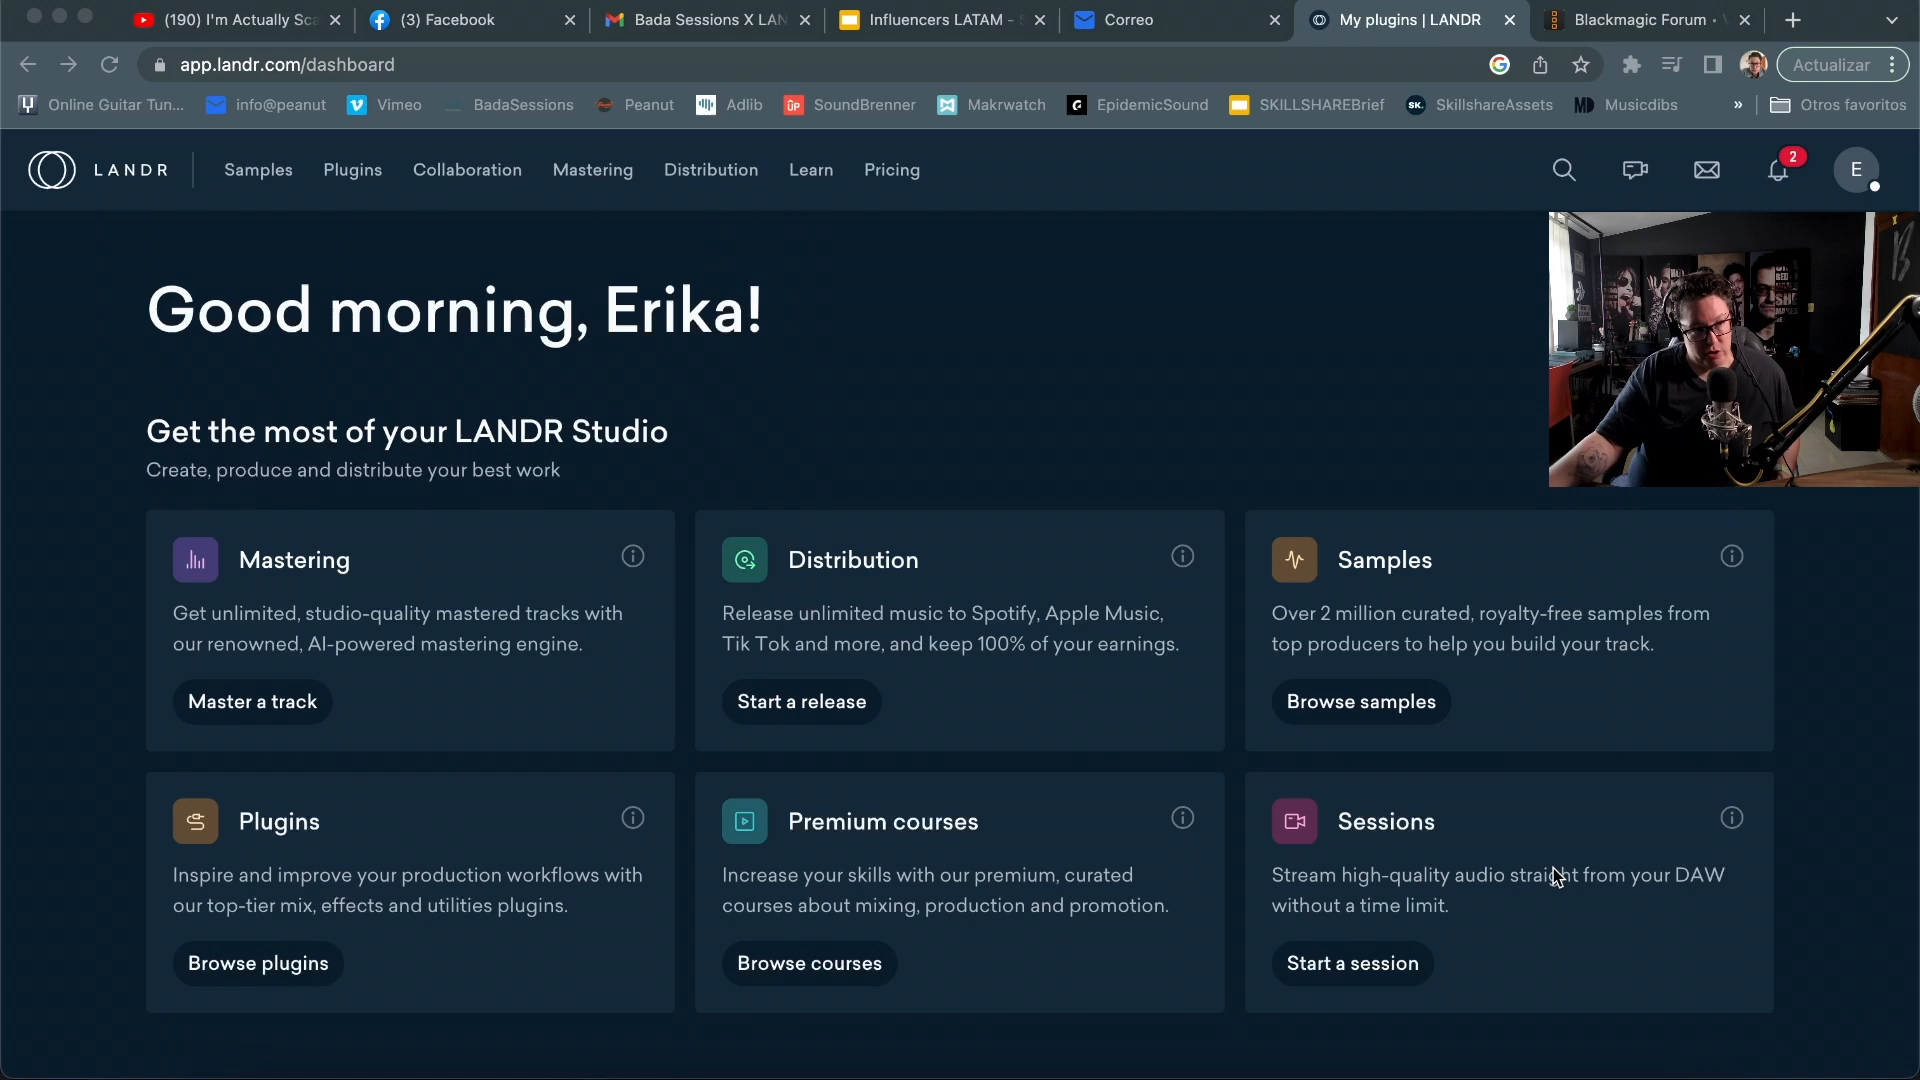 (190) I'm Actually Sca
(3) Facebook
Bada Sessions X LAN
Influencers LATAM - S
Correo
My plugins | LANDR
Blackmagic Forum •
app.landr.com/dashboard
Actualizar
Online Guitar Tun...
info@peanut
Vimeo
BadaSessions
Peanut
Adlib
SoundBrenner
Makrwatch
EpidemicSound
SKILLSHAREBrief
SkillshareAssets
Musicdibs
»
Otros favoritos
LANDR
Samples
Plugins
Collaboration
Mastering
Distribution
Learn
Pricing
2
E
Good morning, Erika!
Get the most of your LANDR Studio
Create, produce and distribute your best work
Mastering
Get unlimited, studio-quality mastered tracks with
our renowned, AI-powered mastering engine.
Master a track
Distribution
Release unlimited music to Spotify, Apple Music,
Tik Tok and more, and keep 100% of your earnings.
Start a release
Samples
Over 2 million curated, royalty-free samples from
top producers to help you build your track.
Browse samples
Plugins
Inspire and improve your production workflows with
our top-tier mix, effects and utilities plugins.
Browse plugins
Premium courses
Increase your skills with our premium, curated
courses about mixing, production and promotion.
Browse courses
Sessions
Stream high-quality audio straight from your DAW
without a time limit.
Start a session